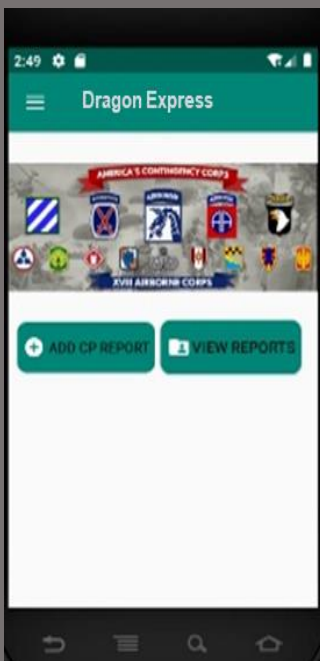 2:49
Dragon Express
AMERICA'S CONTINGENCY CORPS
AIRBORNE
XVIII AIRBORNE CORPS
ADD CP REPORT
VIEW REPORTS